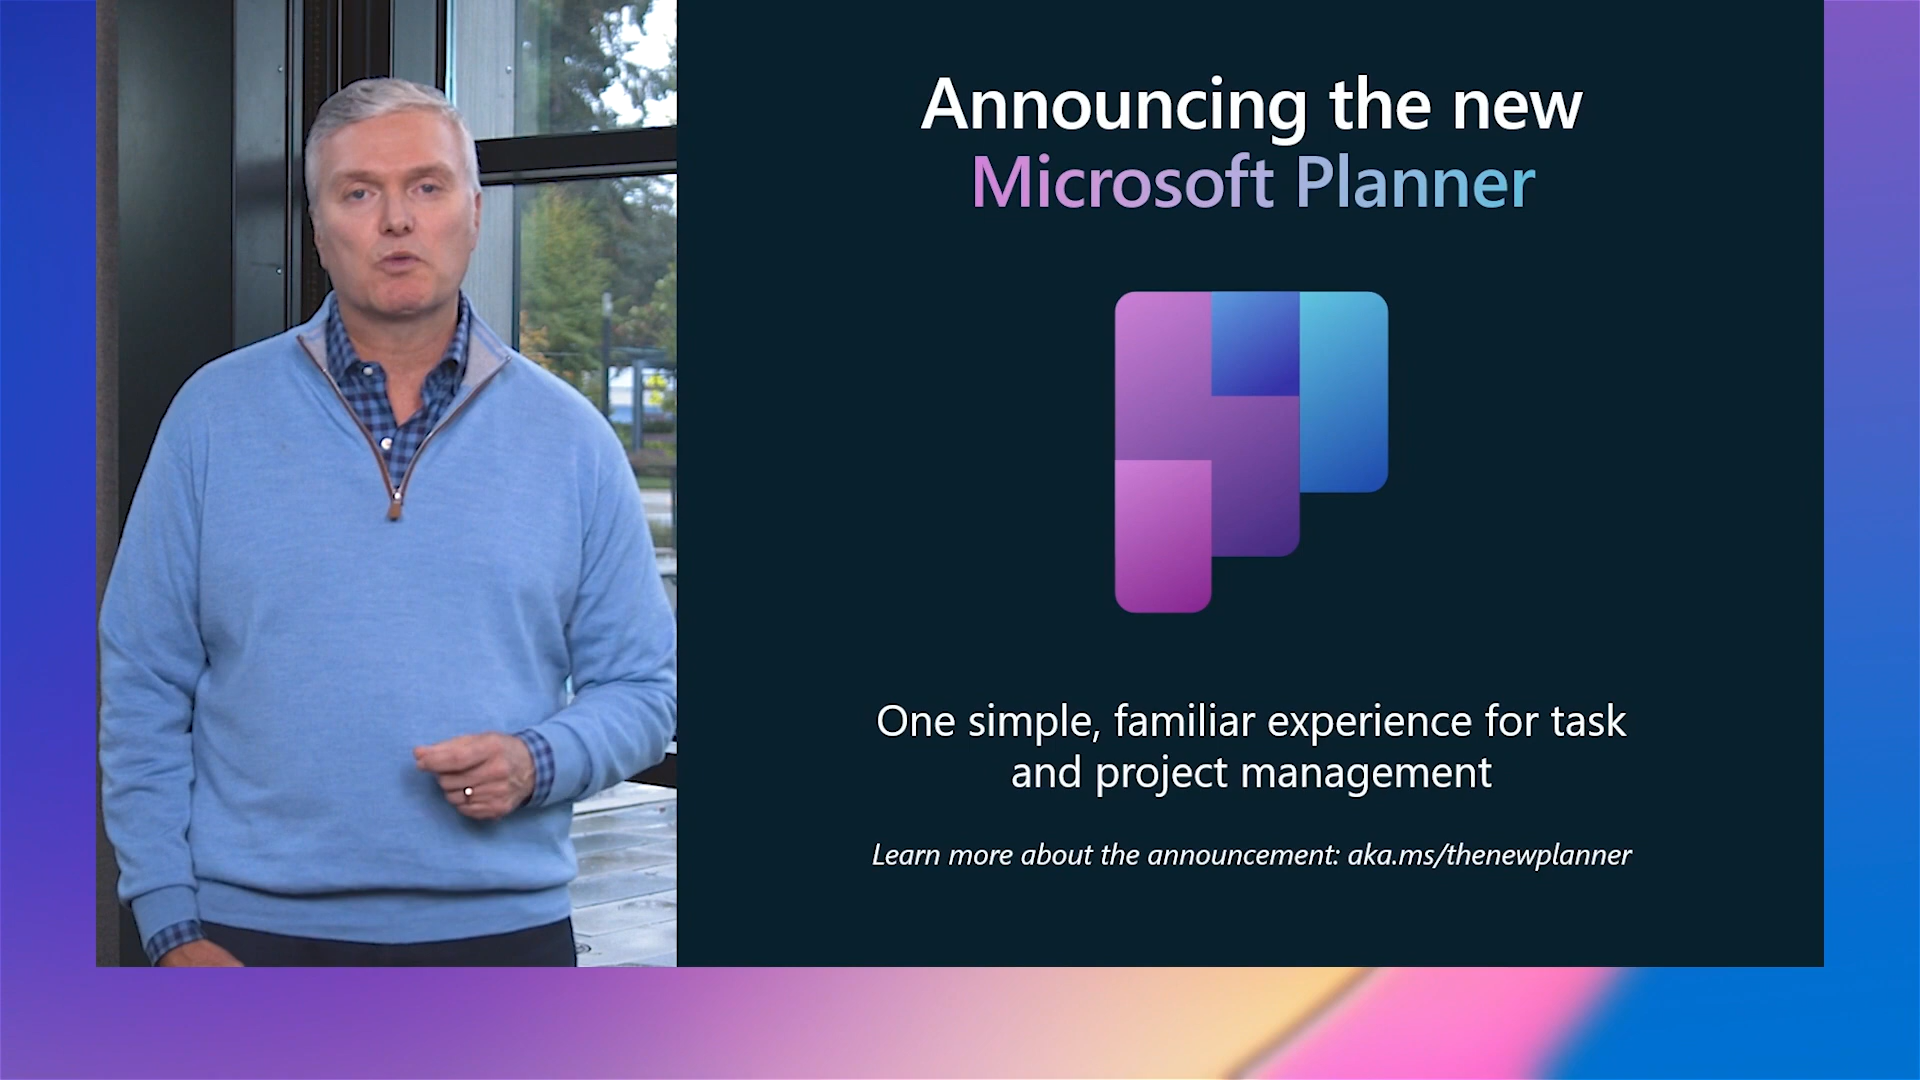 Announcing the new
Microsoft Planner
One simple, familiar experience for task
and project management
Learn more about the announcement: aka.ms/thenewplanner